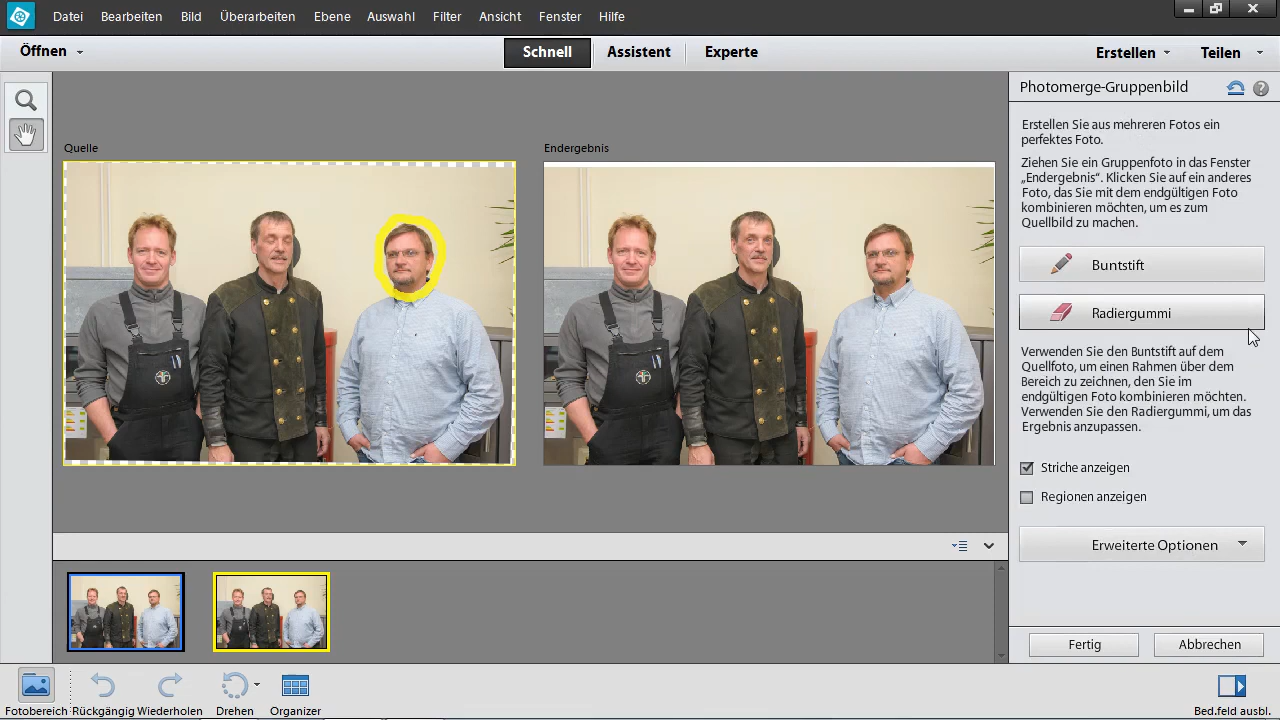 Datei Bearbeiten Bild Überarbeiten Ebene Auswahl Filter Ansicht Fenster Hilfe
Öffnen Schnell Assistent Experte Erstellen Teilen
Photomerge-Gruppenbild
Quelle
Endergebnis
Erstellen Sie aus mehreren Fotos ein
perfektes Foto.
Ziehen Sie ein Gruppenfoto in das Fenster
„Endergebnis“. Klicken Sie auf ein anderes
Foto, das Sie mit dem endgültigen Foto
kombinieren möchten, um es zum
Quellbild zu machen.
Buntstift
Radiergummi
Verwenden Sie den Buntstift auf dem
Quellfoto, um einen Rahmen über dem
Bereich zu zeichnen, den Sie im
endgültigen Foto kombinieren möchten.
Verwenden Sie den Radiergummi, um das
Ergebnis anzupassen.
Striche anzeigen
Regionen anzeigen
Erweiterte Optionen
Fertig Abbrechen
Fotobereich Rückgängig Wiederholen Drehen Organizer Bed.feld ausbl.